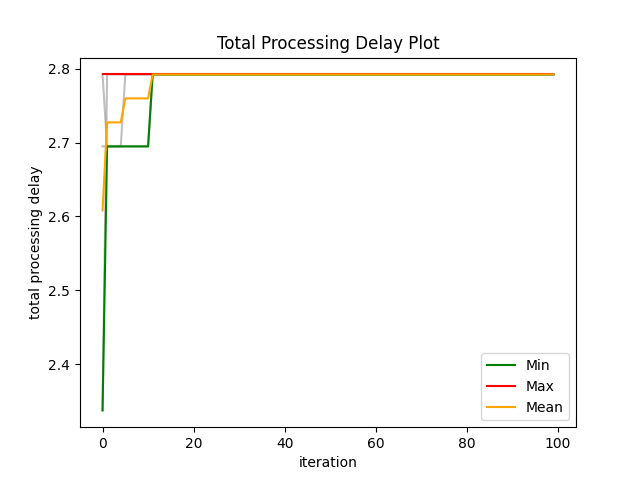 Total Processing Delay Plot
total processing delay
2.8
2.7
2.6
2.5
2.4
0 20 40 60 80 100
iteration
Min
Max
Mean